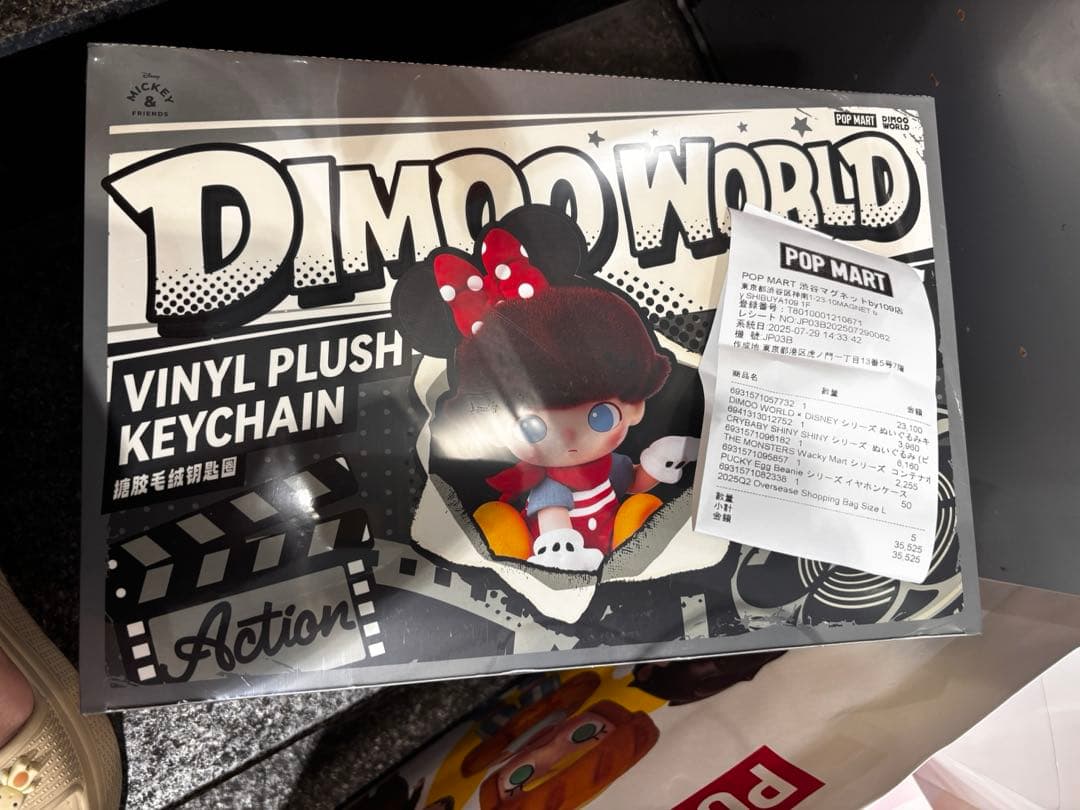 Disney
MICKEY
&
FRIENDS
POP MART DIMOO WORLD
DIMOO WORLD
VINYL PLUSH
KEYCHAIN
搪胶毛绒钥匙圈
Action
POP MART
POP MART 渋谷マグネットby109店
東京都渋谷区神南1-23-10MAGNET b
y SHIBUYA109 1F
登録番号：T8010001210671
レシート NO:JP03B202507290082
系統日:2025-07-29 14:33:42
機 號:JP03B
作成地:東京都港区虎ノ門一丁目13番5号7階
商品名 数量 金額
6931571057732 1 23,100
DIMOO WORLD × DISNEY シリーズ ぬいぐるみキ
6941313012752 1 3,960
CRYBABY SHINY SHINY シリーズ ぬいぐるみ (ピ
6931571096182 1 6,160
THE MONSTERS Wacky Mart シリーズ コンテナオ
6931571095857 1 2,255
PUCKY Egg Beanie シリーズ イヤホンケース
6931571082338 1 50
2025Q2 Oversease Shopping Bag Size L
数量 5
小計 35,525
金額 35,525